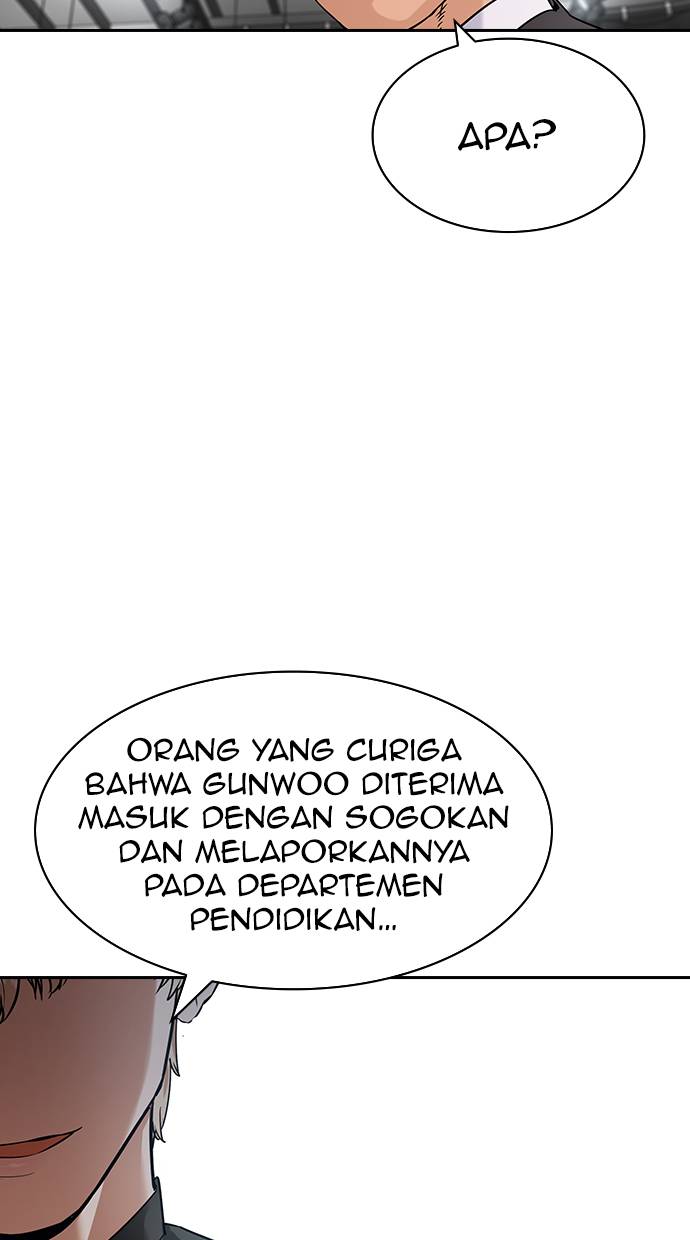 APA?
ORANG YANG CURIGA
BAHWA GUNWOO DITERIMA
MASUK DENGAN SOGOKAN
DAN MELAPORKANNYA
PADA DEPARTEMEN
PENDIDIKAN...